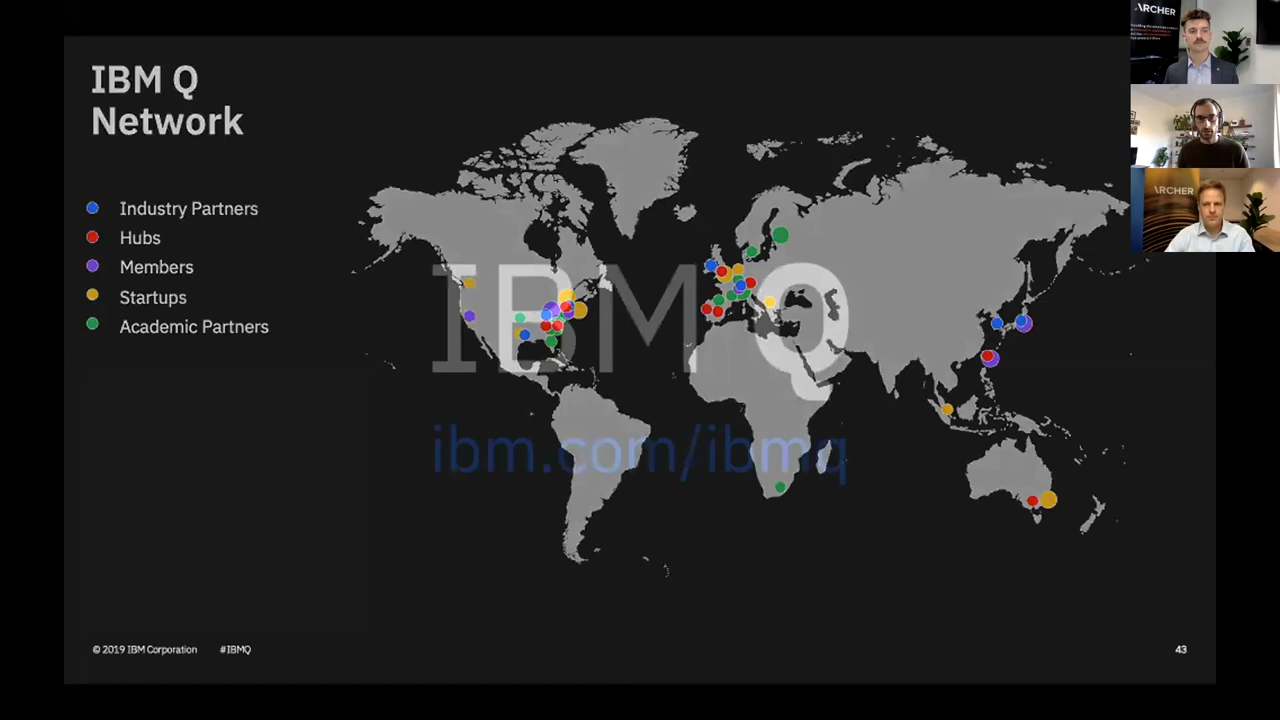 IBM Q
Network
Industry Partners
Hubs
Members
Startups
Academic Partners
IBM Q
ibm.com/ibmq
© 2019 IBM Corporation #IBMQ
43
ARCHER
ARCHER